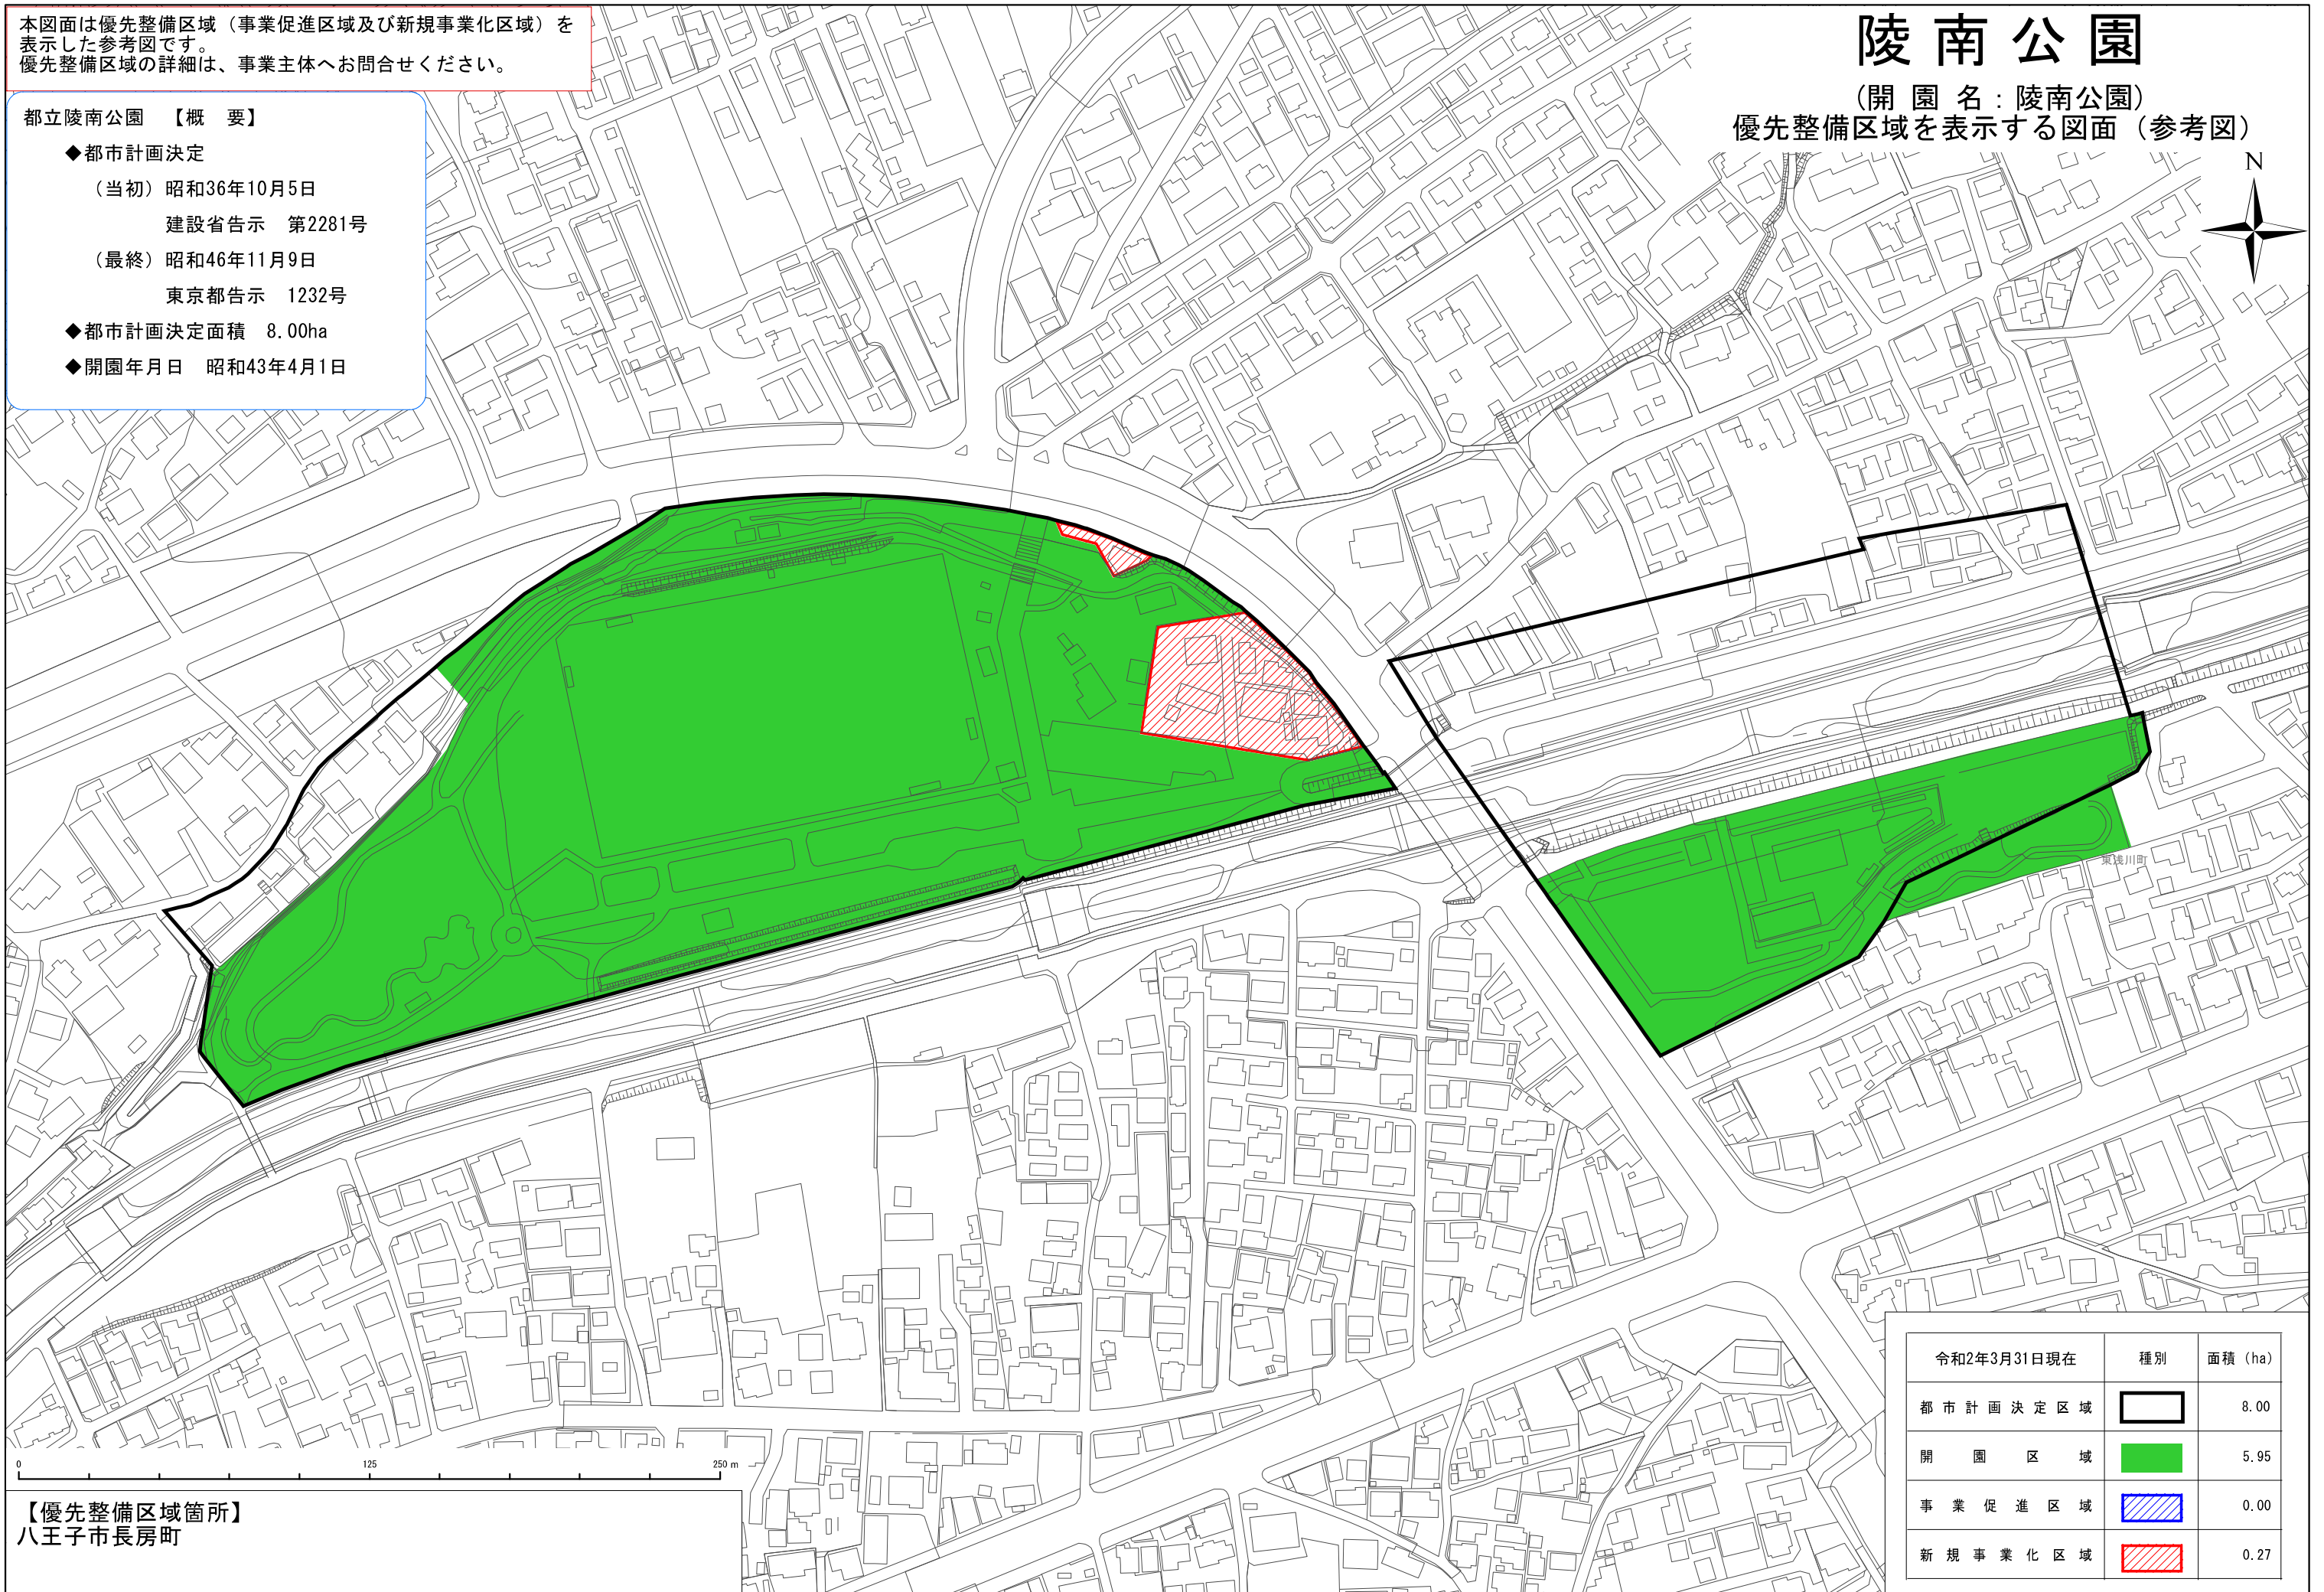 本図面は優先整備区域（事業促進区域及び新規事業化区域）を
表示した参考図です。
優先整備区域の詳細は、事業主体へお問合せください。
都立陵南公園　【概　要】
◆都市計画決定
（当初）昭和36年10月5日
建設省告示　第2281号
（最終）昭和46年11月9日
東京都告示　1232号
◆都市計画決定面積　8.00ha
◆開園年月日　昭和43年4月1日
陵南公園
（開園名：陵南公園）
優先整備区域を表示する図面（参考図）
N
東浅川町
0　125　250 m
【優先整備区域箇所】
八王子市長房町
令和2年3月31日現在　種別　面積（ha）
都市計画決定区域　8.00
開園区域　5.95
事業促進区域　0.00
新規事業化区域　0.27